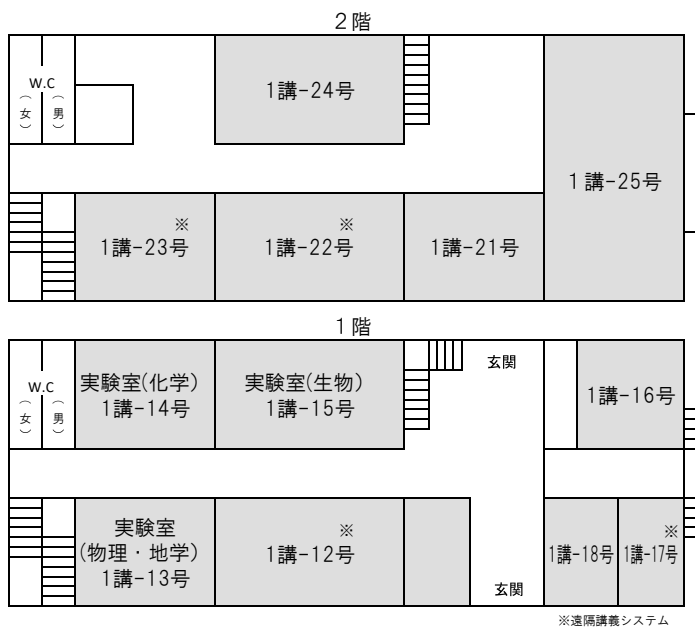 2階
W.C
（女）
（男）
1講-24号
1講-25号
※
1講-23号
※
1講-22号
1講-21号
1階
W.C
（女）
（男）
実験室(化学)
1講-14号
実験室(生物)
1講-15号
玄関
1講-16号
実験室
(物理・地学)
1講-13号
※
1講-12号
玄関
1講-18号
※
1講-17号
※遠隔講義システム